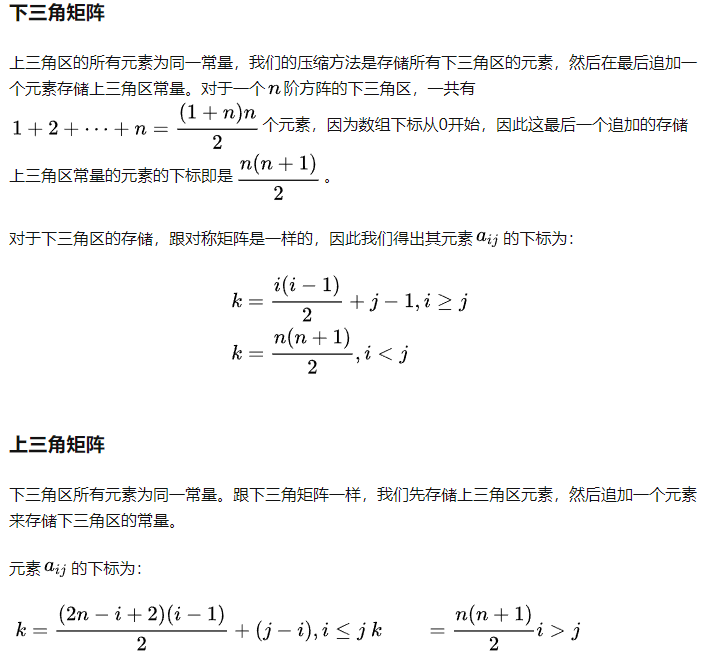 下三角矩阵
上三角区的所有元素为同一常量，我们的压缩方法是存储所有下三角区的元素，然后在最后追加一
个元素存储上三角区常量。对于一个 n 阶方阵的下三角区，一共有
1 + 2 + ⋯ + n = \frac{(1 + n)n}{2} 个元素，因为数组下标从0开始，因此这最后一个追加的存储
上三角区常量的元素的下标即是 \frac{n(n + 1)}{2} 。
对于下三角区的存储，跟对称矩阵是一样的，因此我们得出其元素 a_{ij} 的下标为：
k = \frac{i(i − 1)}{2} + j − 1, i ≥ j
k = \frac{n(n + 1)}{2}, i < j
上三角矩阵
下三角区所有元素为同一常量。跟下三角矩阵一样，我们先存储上三角区元素，然后追加一个元素
来存储下三角区的常量。
元素 a_{ij} 的下标为：
k = \frac{(2n − i + 2)(i − 1)}{2} + (j − i), i ≤ j k = \frac{n(n + 1)}{2} i > j